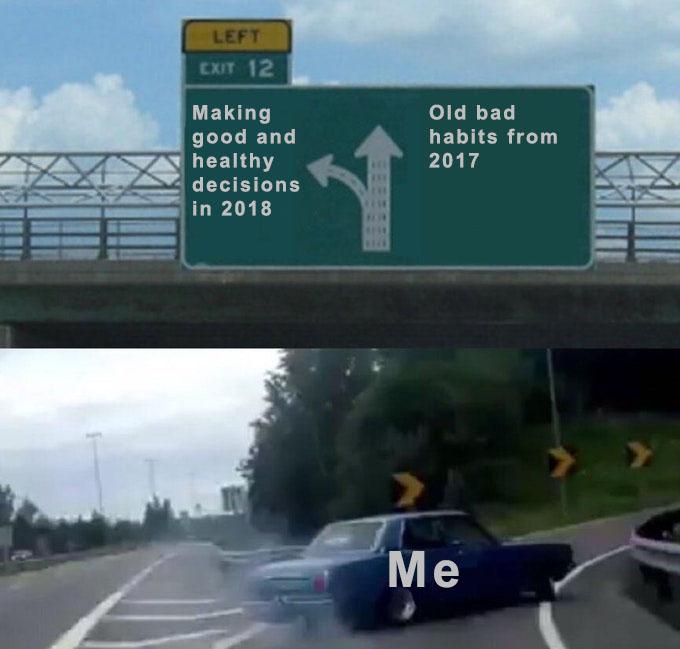 LEFT
EXIT 12
Making
good and
healthy
decisions
in 2018
Old bad
habits from
2017
Me